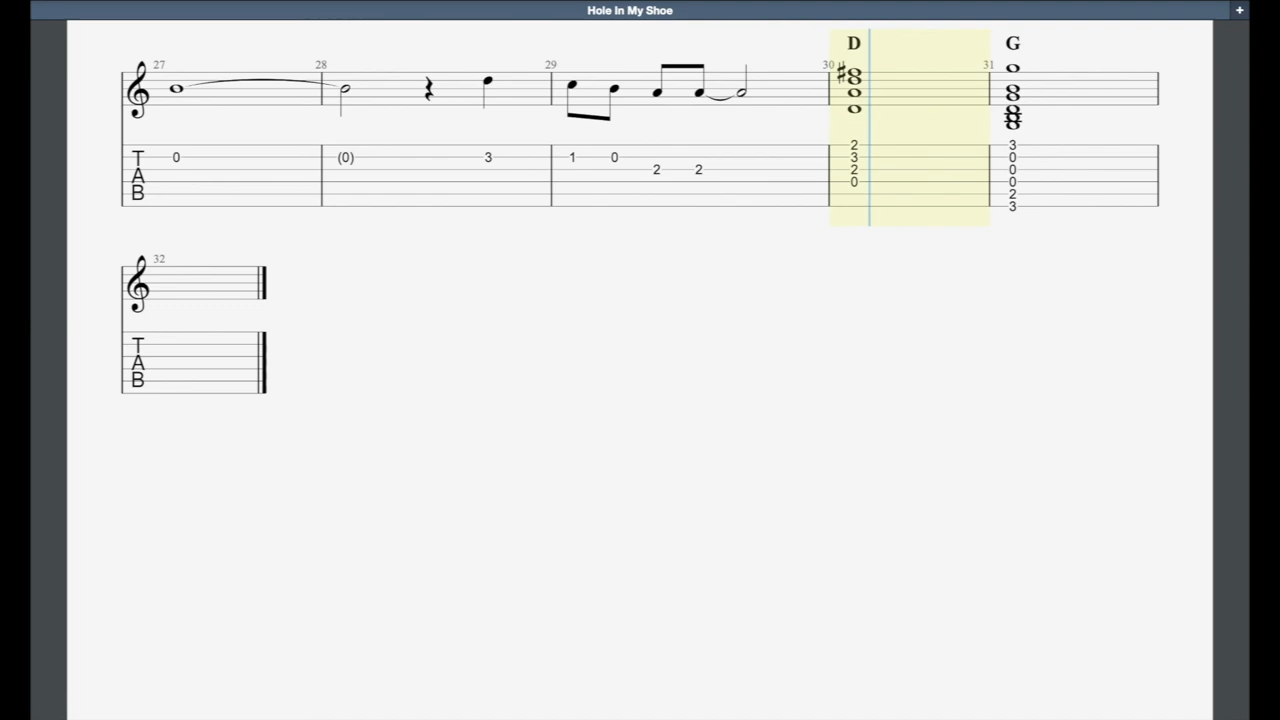 Hole In My Shoe +
D G
27 28 29 30 31
0 (0) 3 1 0 2 2
T
A
B
2 3
3 0
2 0
0 0
2
3
32
T
A
B